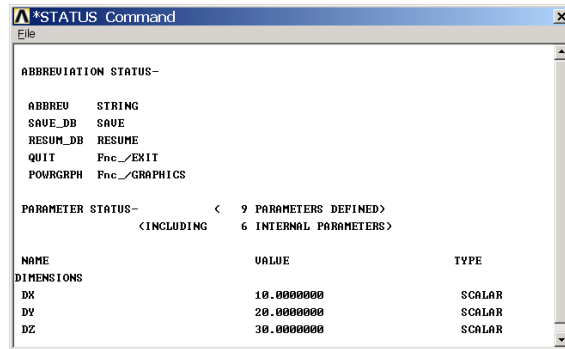 *STATUS Command
File
ABBREVIATION STATUS-
ABBREV STRING
SAVE_DB SAVE
RESUM_DB RESUME
QUIT Fnc_/EXIT
POWRGRPH Fnc_/GRAPHICS
PARAMETER STATUS- ( 9 PARAMETERS DEFINED)
(INCLUDING 6 INTERNAL PARAMETERS)
NAME VALUE TYPE
DIMENSIONS
DX 10.0000000 SCALAR
DY 20.0000000 SCALAR
DZ 30.0000000 SCALAR